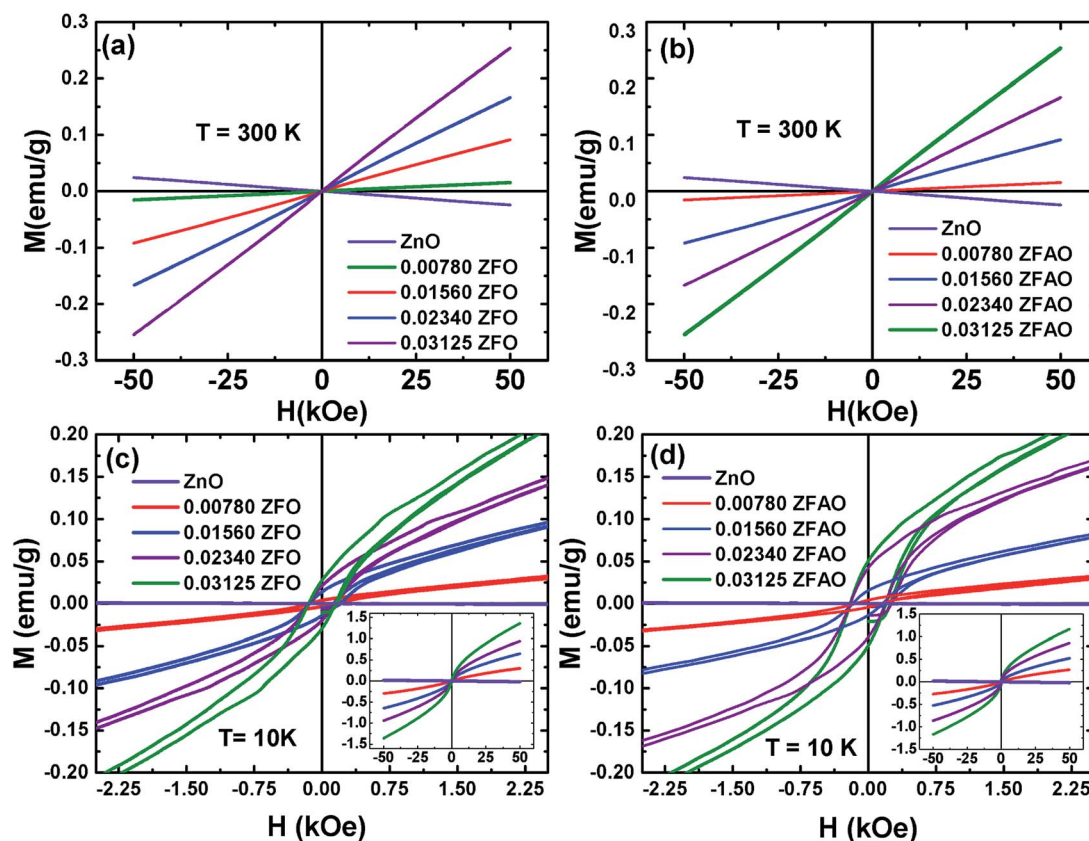 (a)
T = 300 K
M(emu/g)
0.3
0.2
0.1
0.0
-0.1
-0.2
-0.3
ZnO
0.00780 ZFO
0.01560 ZFO
0.02340 ZFO
0.03125 ZFO
-50 -25 0 25 50
H(kOe)
(b)
T = 300 K
M(emu/g)
0.3
0.2
0.1
0.0
0.1
0.2
0.3
ZnO
0.00780 ZFAO
0.01560 ZFAO
0.02340 ZFAO
0.03125 ZFAO
-50 -25 0 25 50
H(kOe)
(c)
M (emu/g)
0.20
0.15
0.10
0.05
0.00
-0.05
-0.10
-0.15
-0.20
ZnO
0.00780 ZFO
0.01560 ZFO
0.02340 ZFO
0.03125 ZFO
T= 10K
1.5
1.0
0.5
0.0
-0.5
-1.0
-1.5
-50 -25 0 25 50
-2.25 -1.50 -0.75 0.00 0.75 1.50 2.25
H (kOe)
(d)
M (emu/g)
0.20
0.15
0.10
0.05
0.00
-0.05
-0.10
-0.15
-0.20
ZnO
0.00780 ZFAO
0.01560 ZFAO
0.02340 ZFAO
0.03125 ZFAO
T = 10 K
1.5
1.0
0.5
0.0
-0.5
-1.0
-1.5
-50 -25 0 25 50
-2.25 -1.50 -0.75 0.00 0.75 1.50 2.25
H (kOe)